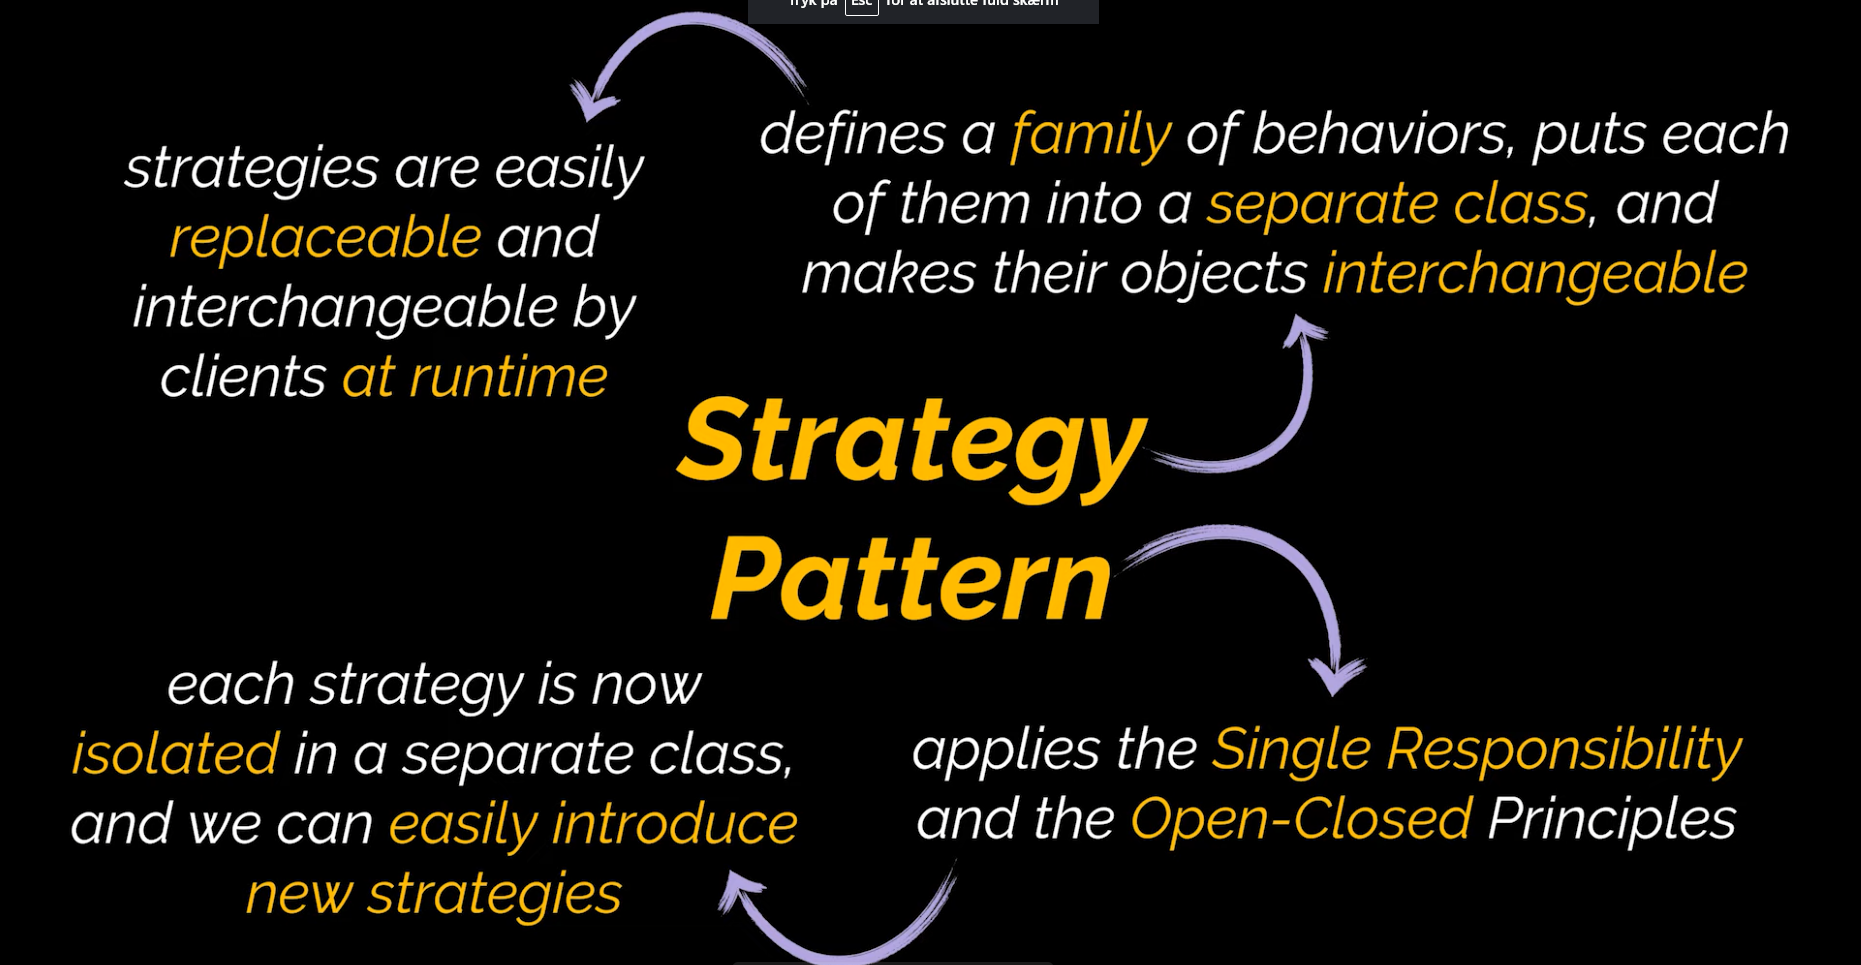 Tryk på Esc for at afslutte fuld skærm
strategies are easily
replaceable and
interchangeable by
clients at runtime
defines a family of behaviors, puts each
of them into a separate class, and
makes their objects interchangeable
Strategy
Pattern
each strategy is now
isolated in a separate class,
and we can easily introduce
new strategies
applies the Single Responsibility
and the Open-Closed Principles